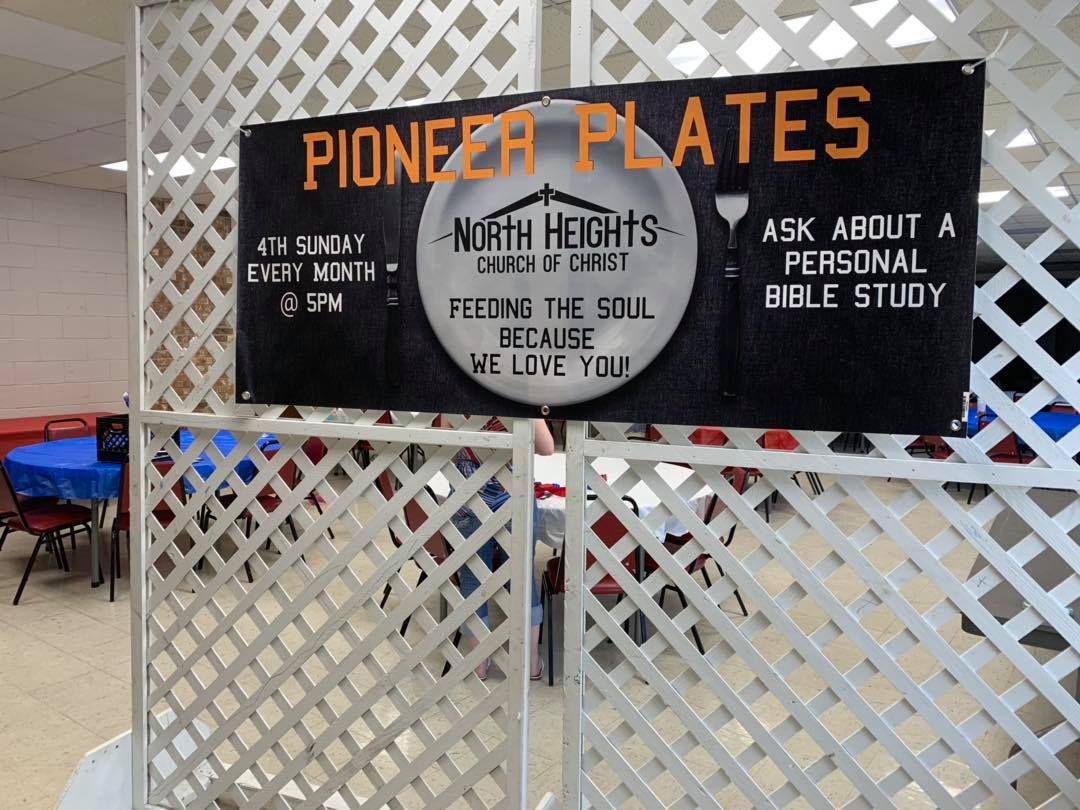 PIONEER PLATES
4TH SUNDAY
EVERY MONTH
@ 5PM
NORTH HEIGHTS
CHURCH OF CHRIST
FEEDING THE SOUL
BECAUSE
WE LOVE YOU!
ASK ABOUT A
PERSONAL
BIBLE STUDY